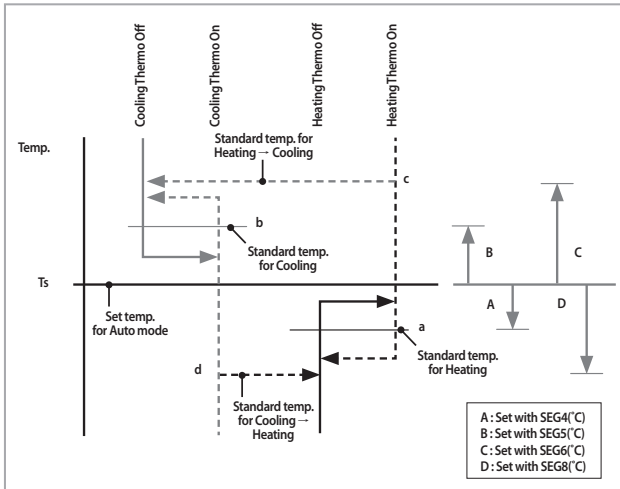 Cooling Thermo Off
Cooling Thermo On
Heating Thermo Off
Heating Thermo On
Temp.
Standard temp. for
Heating → Cooling
c
b
Standard temp.
for Cooling
B
C
Ts
Set temp.
for Auto mode
A
D
a
Standard temp.
for Heating
d
Standard temp.
for Cooling →
Heating
A : Set with SEG4(˚C)
B : Set with SEG5(˚C)
C : Set with SEG6(˚C)
D : Set with SEG8(˚C)